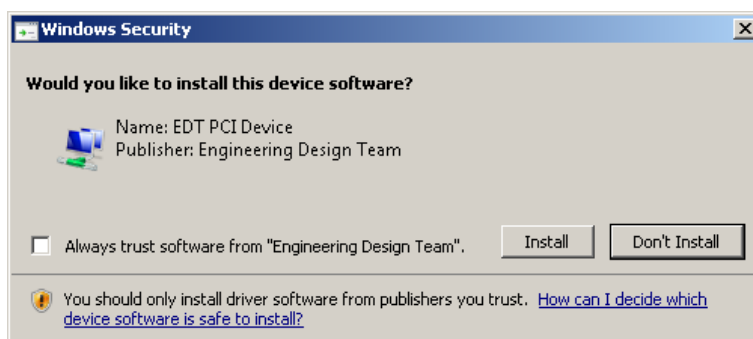 Windows Security
Would you like to install this device software?
Name: EDT PCI Device
Publisher: Engineering Design Team
Always trust software from "Engineering Design Team".
Install
Don't Install
You should only install driver software from publishers you trust. How can I decide which
device software is safe to install?